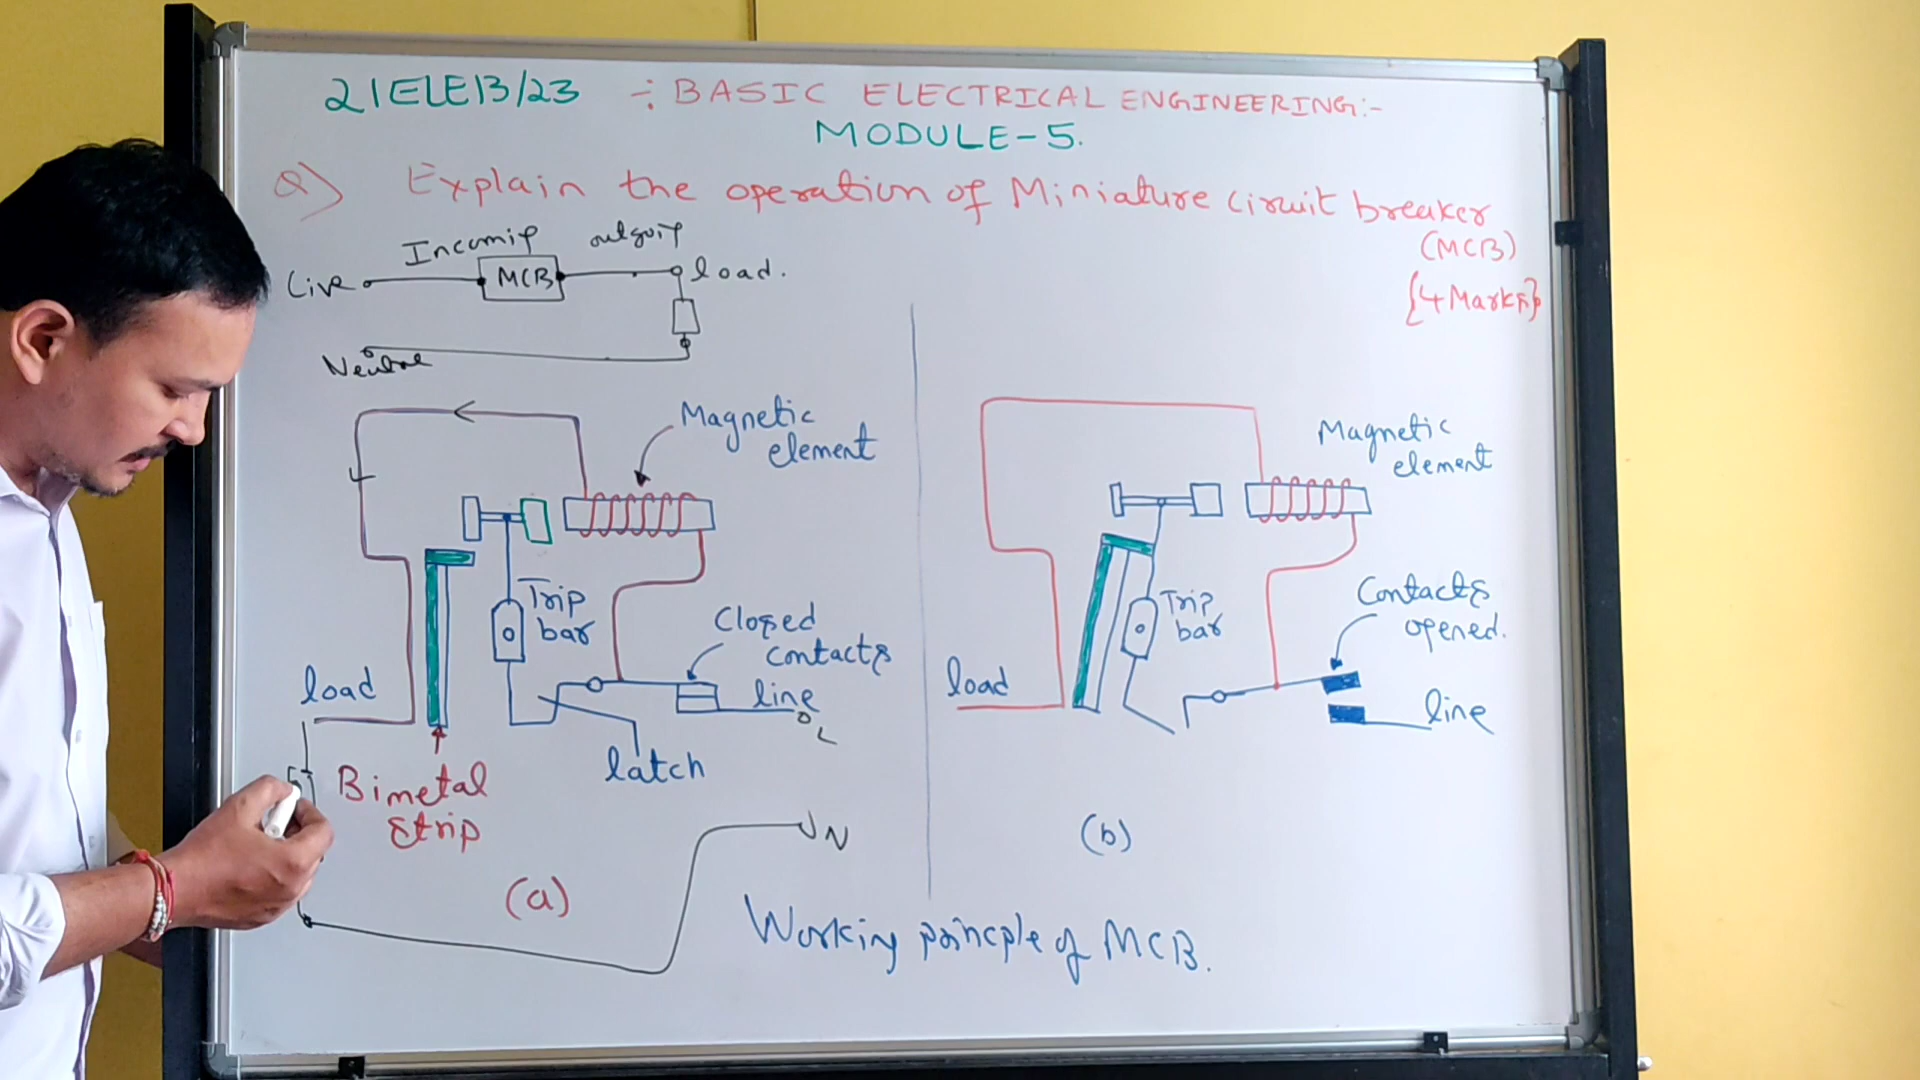 21ELE13/23 ÷ BASIC ELECTRICAL ENGINEERING:-
MODULE-5.
Q) Explain the operation of Miniature circuit breaker
(MCB)
{4 Marks}
Incomip outgoip
Live MCB load.
Neutral
Magnetic
element
Trip
bar
Closed
contacts
load
line
L
latch
Bimetal
strip
N
(a)
Magnetic
element
Trip
bar
Contacts
opened.
load
line
(b)
Working principle of MCB.